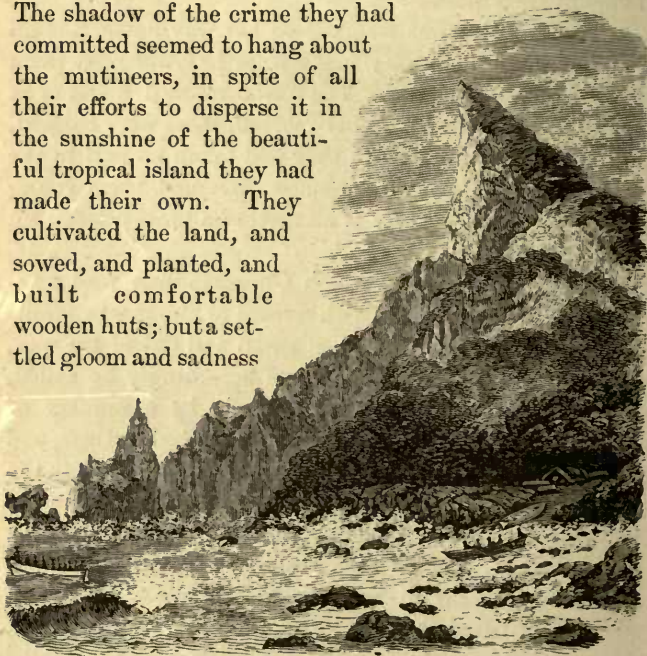 The shadow of the crime they had
committed seemed to hang about
the mutineers, in spite of all
their efforts to disperse it in
the sunshine of the beauti-
ful tropical island they had
made their own. They
cultivated the land, and
sowed, and planted, and
built comfortable
wooden huts; but a set-
tled gloom and sadness